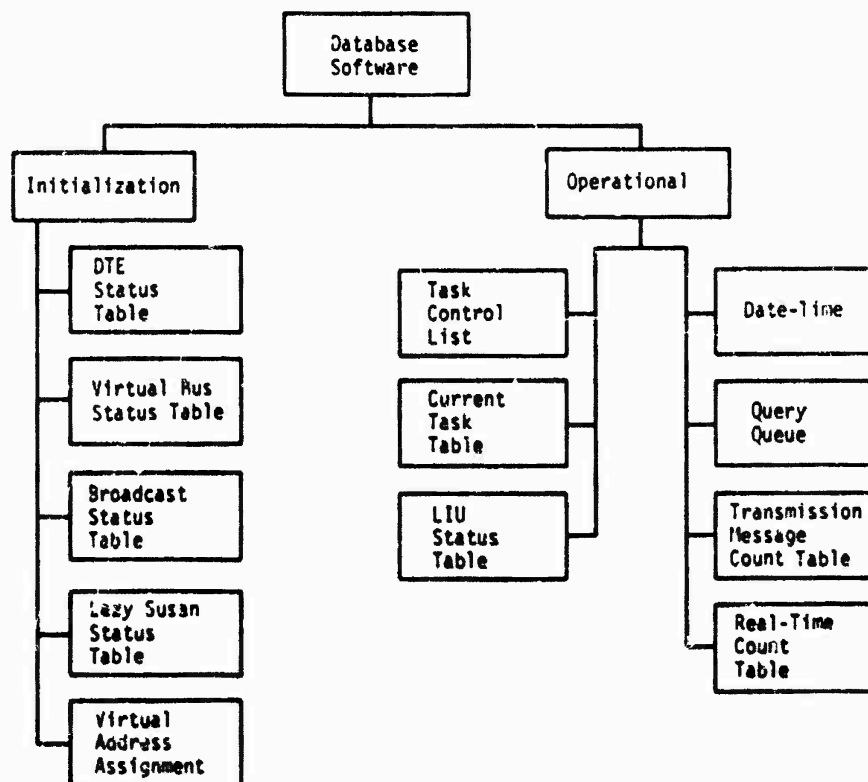 Database
Software
Initialization
Operational
DTE
Status
Table
Virtual Bus
Status Table
Broadcast
Status
Table
Lazy Susan
Status
Table
Virtual
Address
Assignment
Task
Control
List
Current
Task
Table
LIU
Status
Table
Date-Time
Query
Queue
Transmission
Message
Count Table
Real-Time
Count
Table